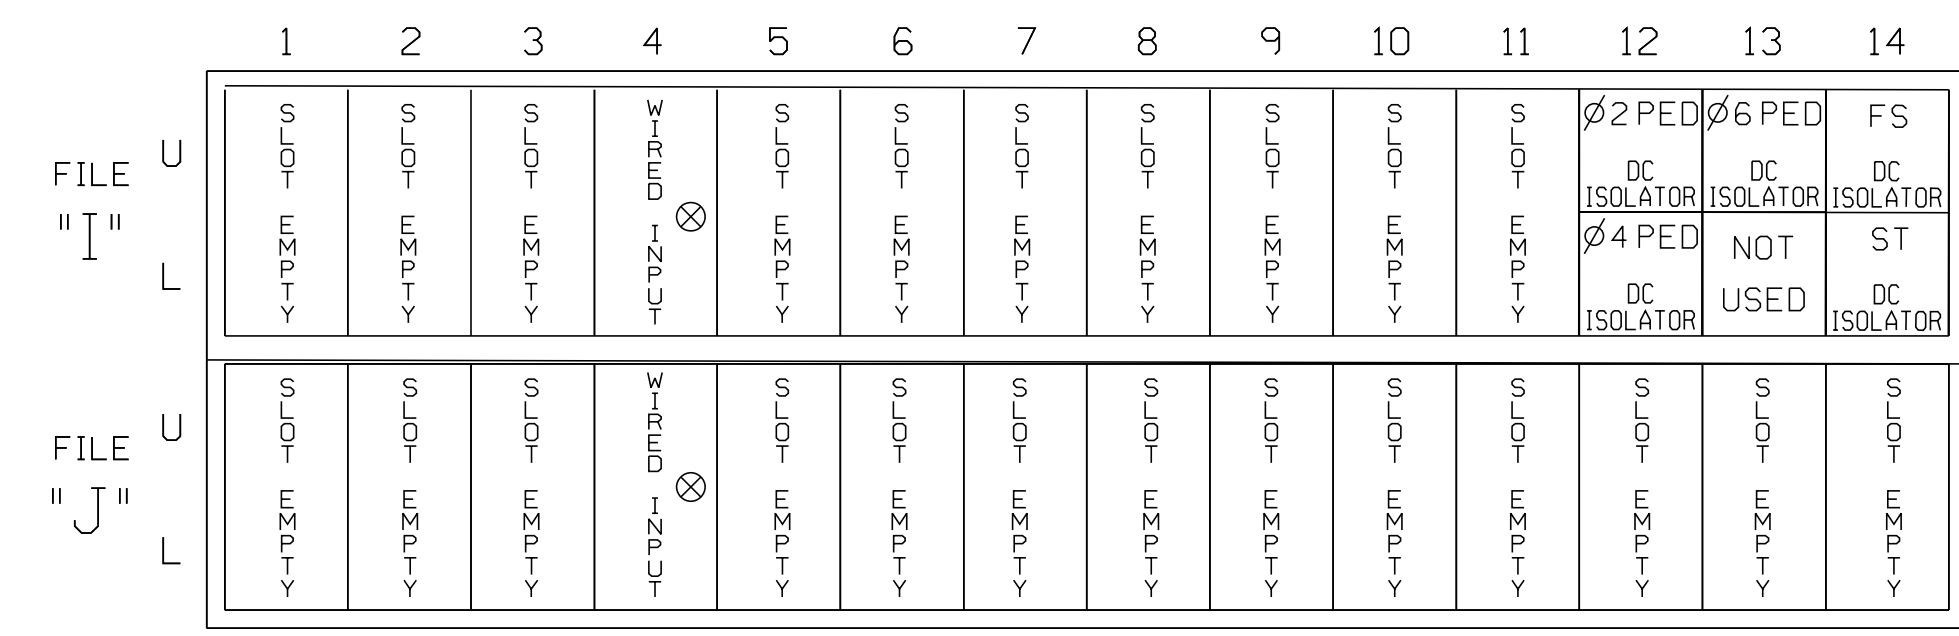 1 2 3 4 5 6 7 8 9 10 11 12 13 14
FILE
"I"
U
L
SLOT EMPTY
SLOT EMPTY
SLOT EMPTY
WIRED INPUT
SLOT EMPTY
SLOT EMPTY
SLOT EMPTY
SLOT EMPTY
SLOT EMPTY
SLOT EMPTY
SLOT EMPTY
Ø2 PED
DC
ISOLATOR
Ø4 PED
DC
ISOLATOR
Ø6 PED
DC
ISOLATOR
NOT
USED
FS
DC
ISOLATOR
ST
DC
ISOLATOR
FILE
"J"
U
L
SLOT EMPTY
SLOT EMPTY
SLOT EMPTY
WIRED INPUT
SLOT EMPTY
SLOT EMPTY
SLOT EMPTY
SLOT EMPTY
SLOT EMPTY
SLOT EMPTY
SLOT EMPTY
SLOT EMPTY
SLOT EMPTY
SLOT EMPTY